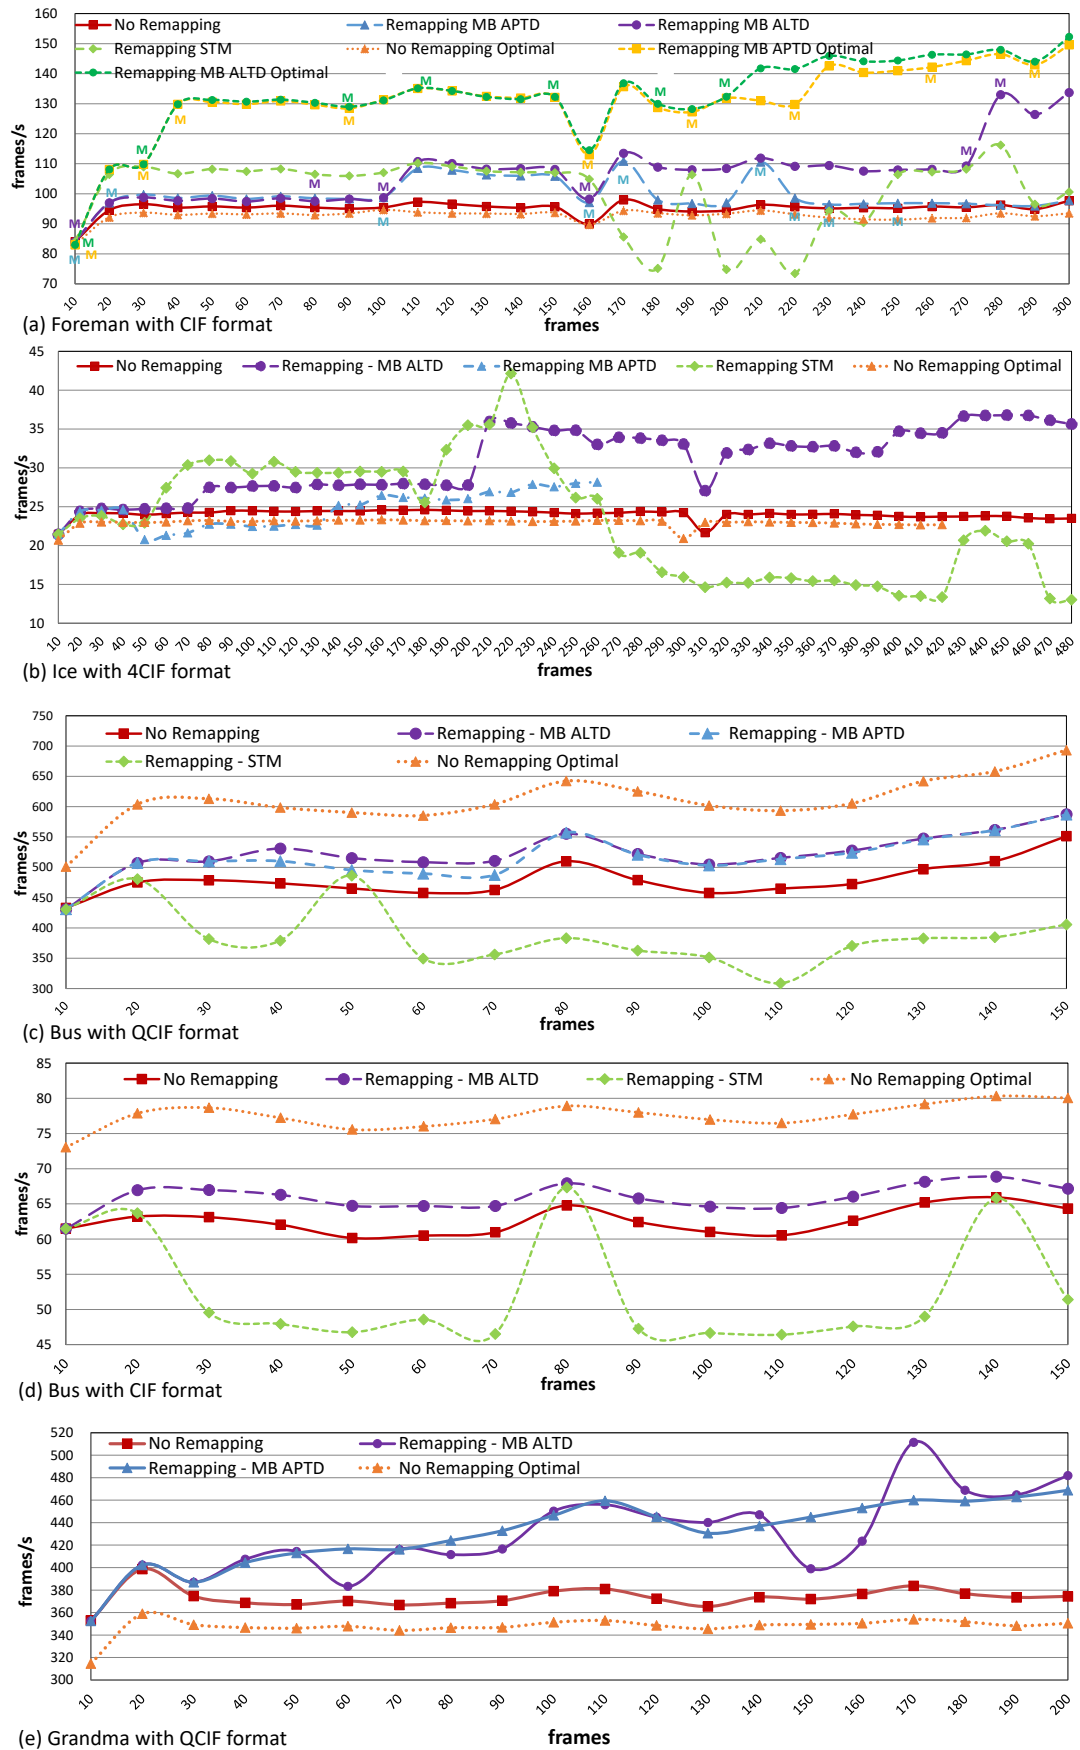 160
150
140
130
120
110
100
90
80
70
frames/s
No Remapping
Remapping MB APTD
Remapping MB ALTD
Remapping STM
No Remapping Optimal
Remapping MB APTD Optimal
Remapping MB ALTD Optimal
M M M M M M M M M M M M M M M M M M M M M M M M M M M M M M M M
10 20 30 40 50 60 70 80 90 100 110 120 130 140 150 160 170 180 190 200 210 220 230 240 250 260 270 280 290 300
(a) Foreman with CIF format
frames
45
40
35
30
25
20
15
10
frames/s
No Remapping
Remapping - MB ALTD
Remapping MB APTD
Remapping STM
No Remapping Optimal
10 20 30 40 50 60 70 80 90 100 110 120 130 140 150 160 170 180 190 200 210 220 230 240 250 260 270 280 290 300 310 320 330 340 350 360 370 380 390 400 410 420 430 440 450 460 470 480
(b) Ice with 4CIF format
frames
750
700
650
600
550
500
450
400
350
300
frames/s
No Remapping
Remapping - MB ALTD
Remapping - MB APTD
Remapping - STM
No Remapping Optimal
10 20 30 40 50 60 70 80 90 100 110 120 130 140 150
(c) Bus with QCIF format
frames
85
80
75
70
65
60
55
50
45
frames/s
No Remapping
Remapping - MB ALTD
Remapping - STM
No Remapping Optimal
10 20 30 40 50 60 70 80 90 100 110 120 130 140 150
(d) Bus with CIF format
frames
520
500
480
460
440
420
400
380
360
340
320
300
frames/s
No Remapping
Remapping - MB ALTD
Remapping - MB APTD
No Remapping Optimal
10 20 30 40 50 60 70 80 90 100 110 120 130 140 150 160 170 180 190 200
(e) Grandma with QCIF format
frames